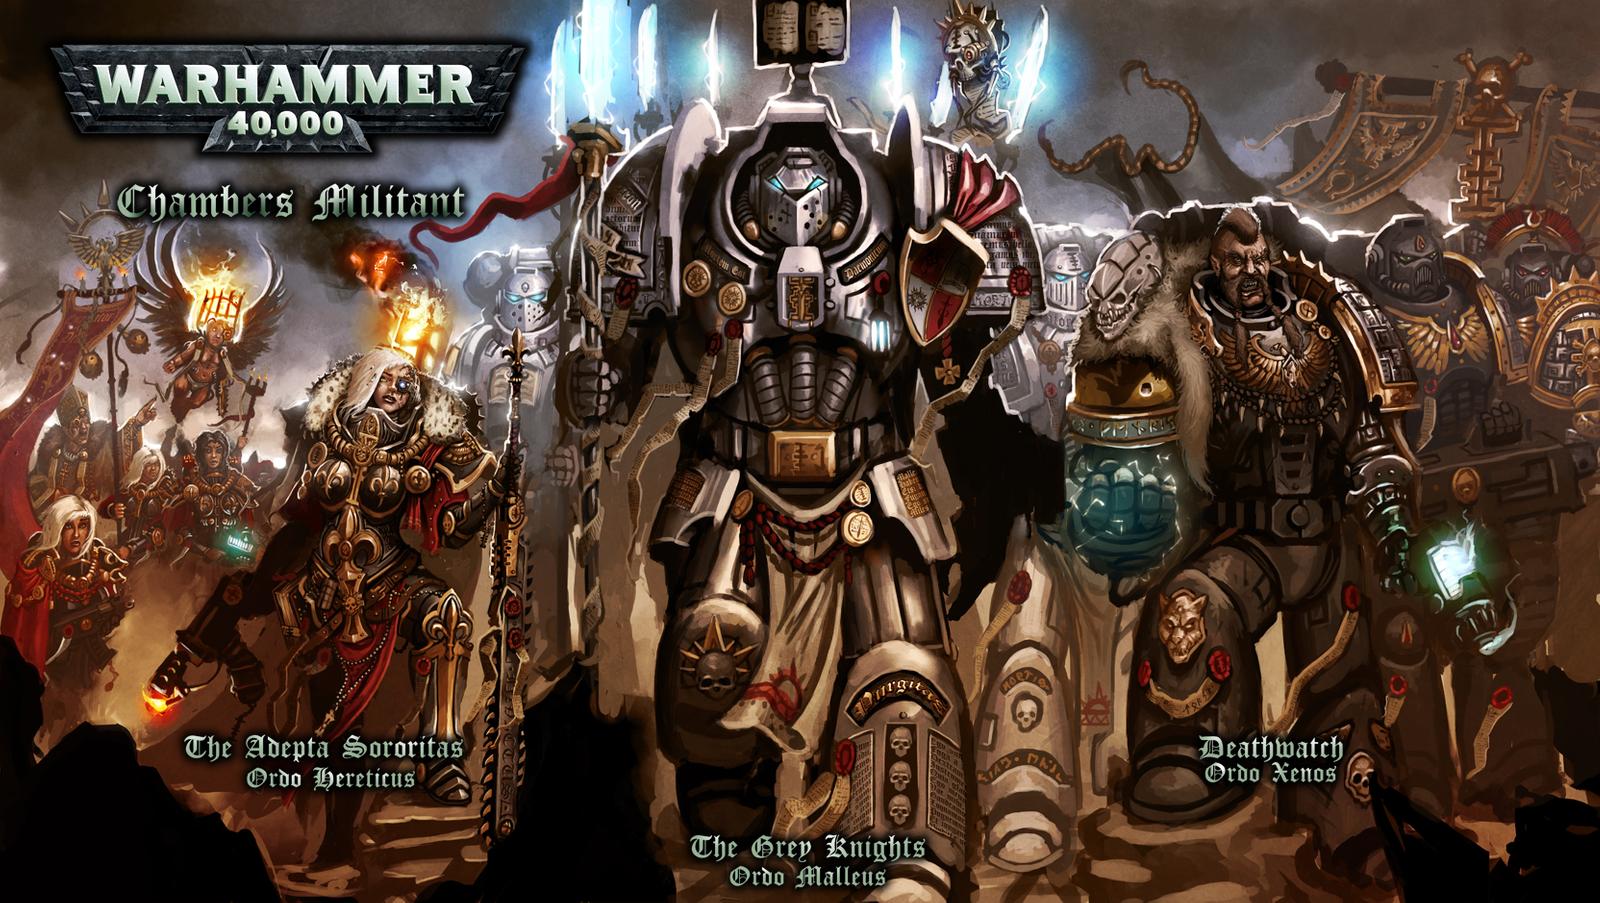 WARHAMMER
40,000
Chambers Militant
The Adepta Sororitas
Ordo Hereticus
The Grey Knights
Ordo Malleus
Deathwatch
Ordo Xenos